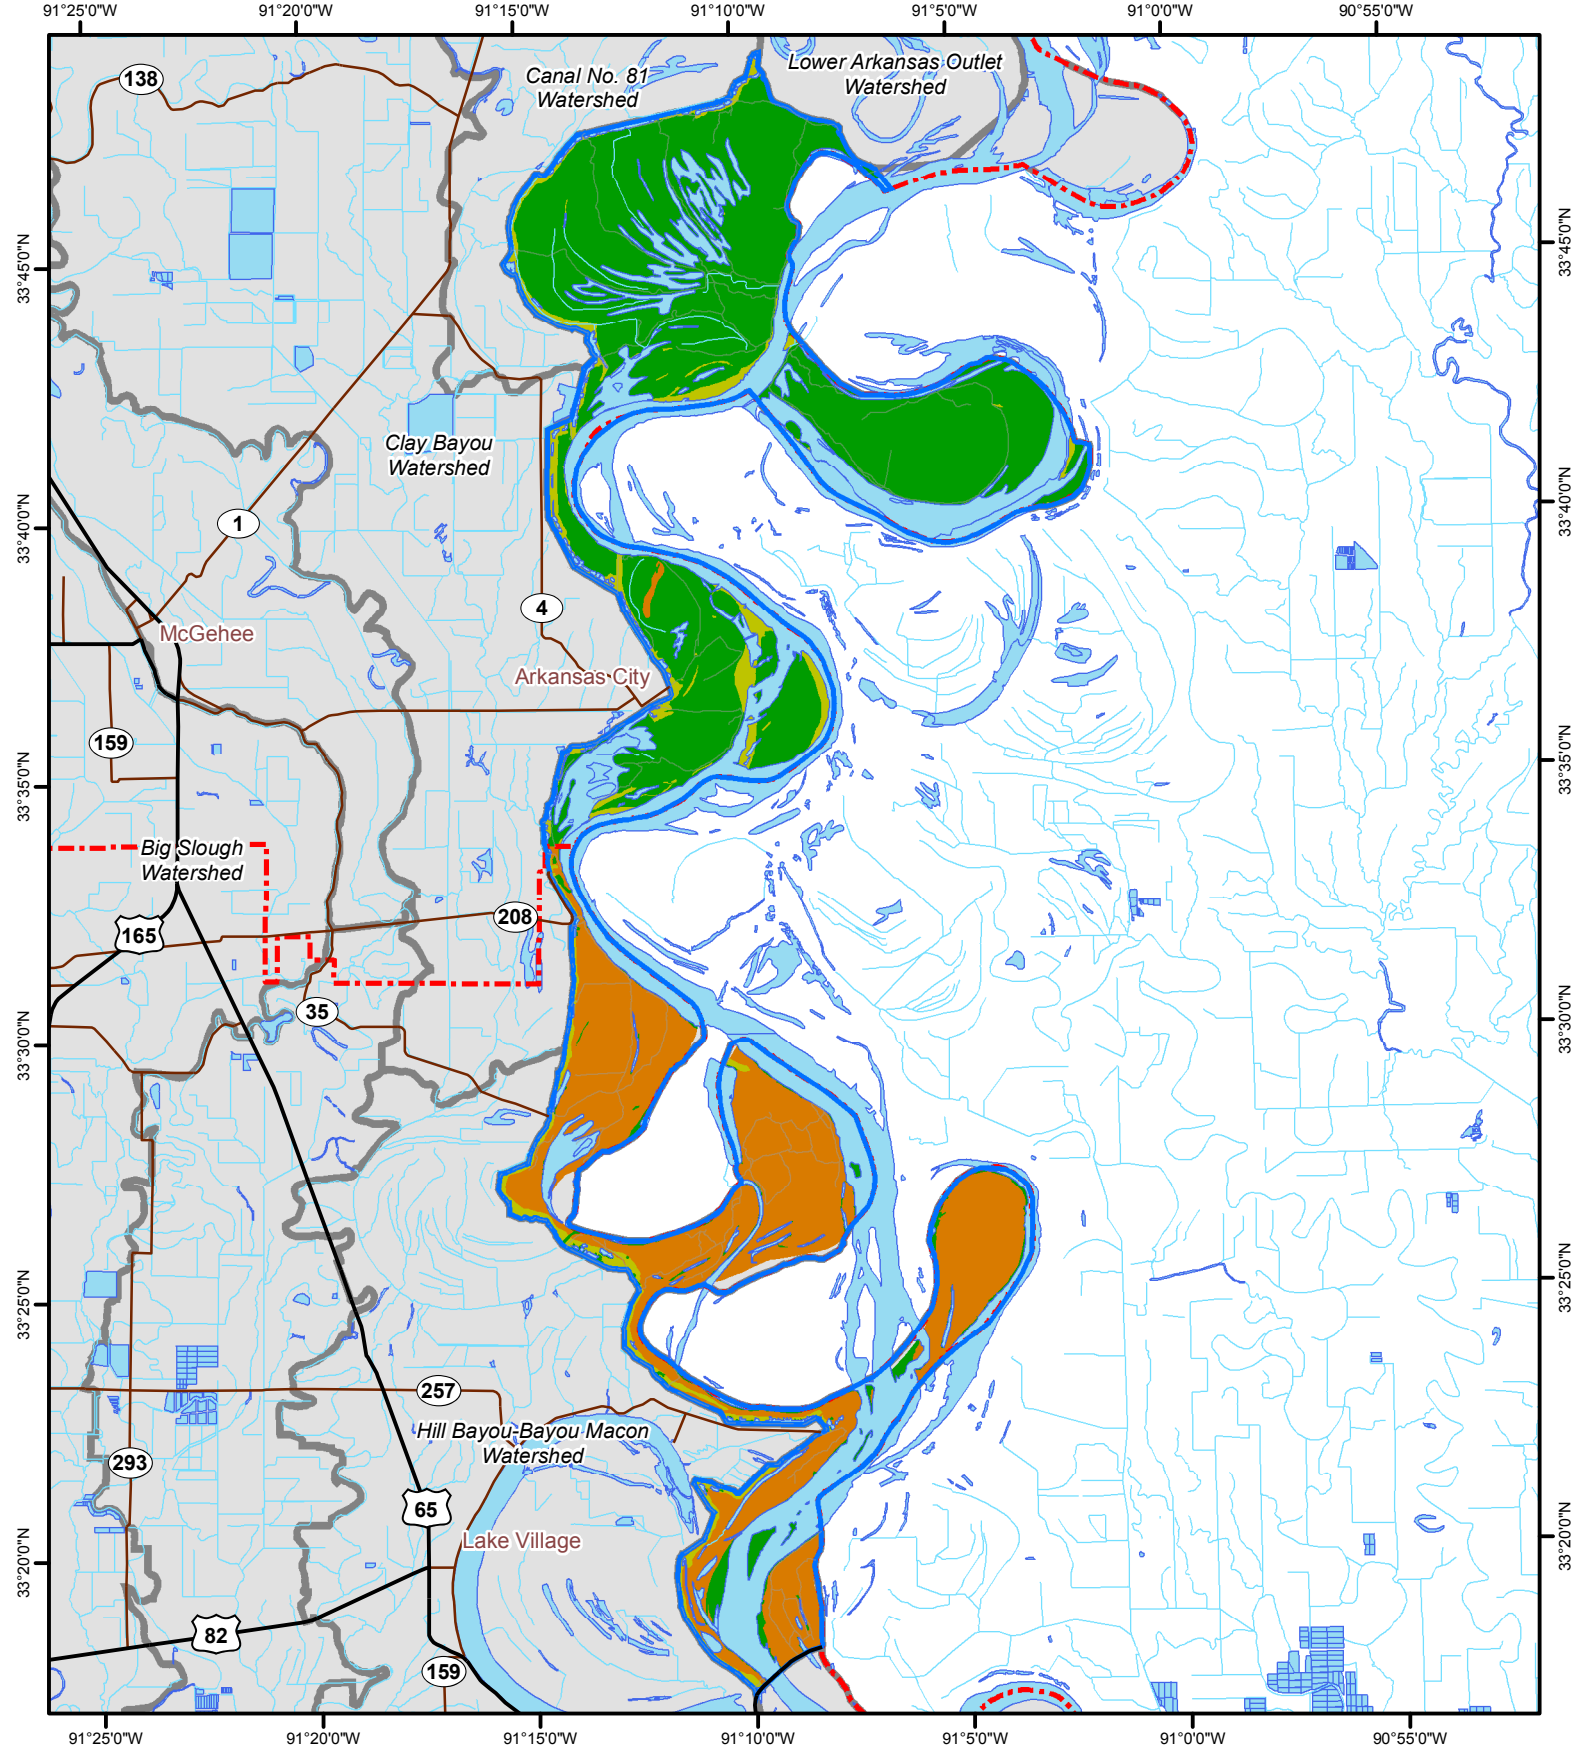 91°25'0"W
91°20'0"W
91°15'0"W
91°10'0"W
91°5'0"W
91°0'0"W
90°55'0"W
Canal No. 81
Watershed
Lower Arkansas Outlet
Watershed
138
33°45'0"N
33°45'0"N
Clay Bayou
Watershed
1
33°40'0"N
33°40'0"N
4
McGehee
Arkansas City
159
33°35'0"N
33°35'0"N
Big Slough
Watershed
165
208
35
33°30'0"N
33°30'0"N
33°25'0"N
33°25'0"N
257
Hill Bayou-Bayou Macon
Watershed
293
65
Lake Village
33°20'0"N
33°20'0"N
82
159
91°25'0"W
91°20'0"W
91°15'0"W
91°10'0"W
91°5'0"W
91°0'0"W
90°55'0"W